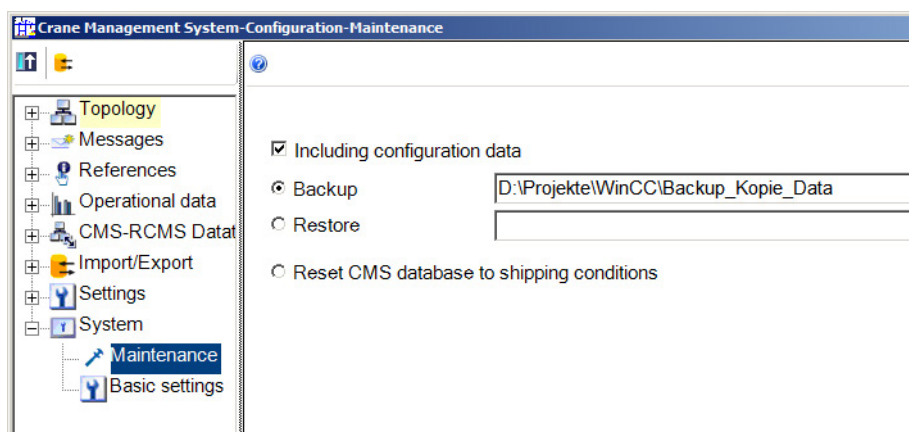 Crane Management System-Configuration-Maintenance
Topology
Messages
References
Operational data
CMS-RCMS Datat
Import/Export
Settings
System
Maintenance
Basic settings
Including configuration data
Backup D:\Projekte\WinCC\Backup_Kopie_Data
Restore
Reset CMS database to shipping conditions